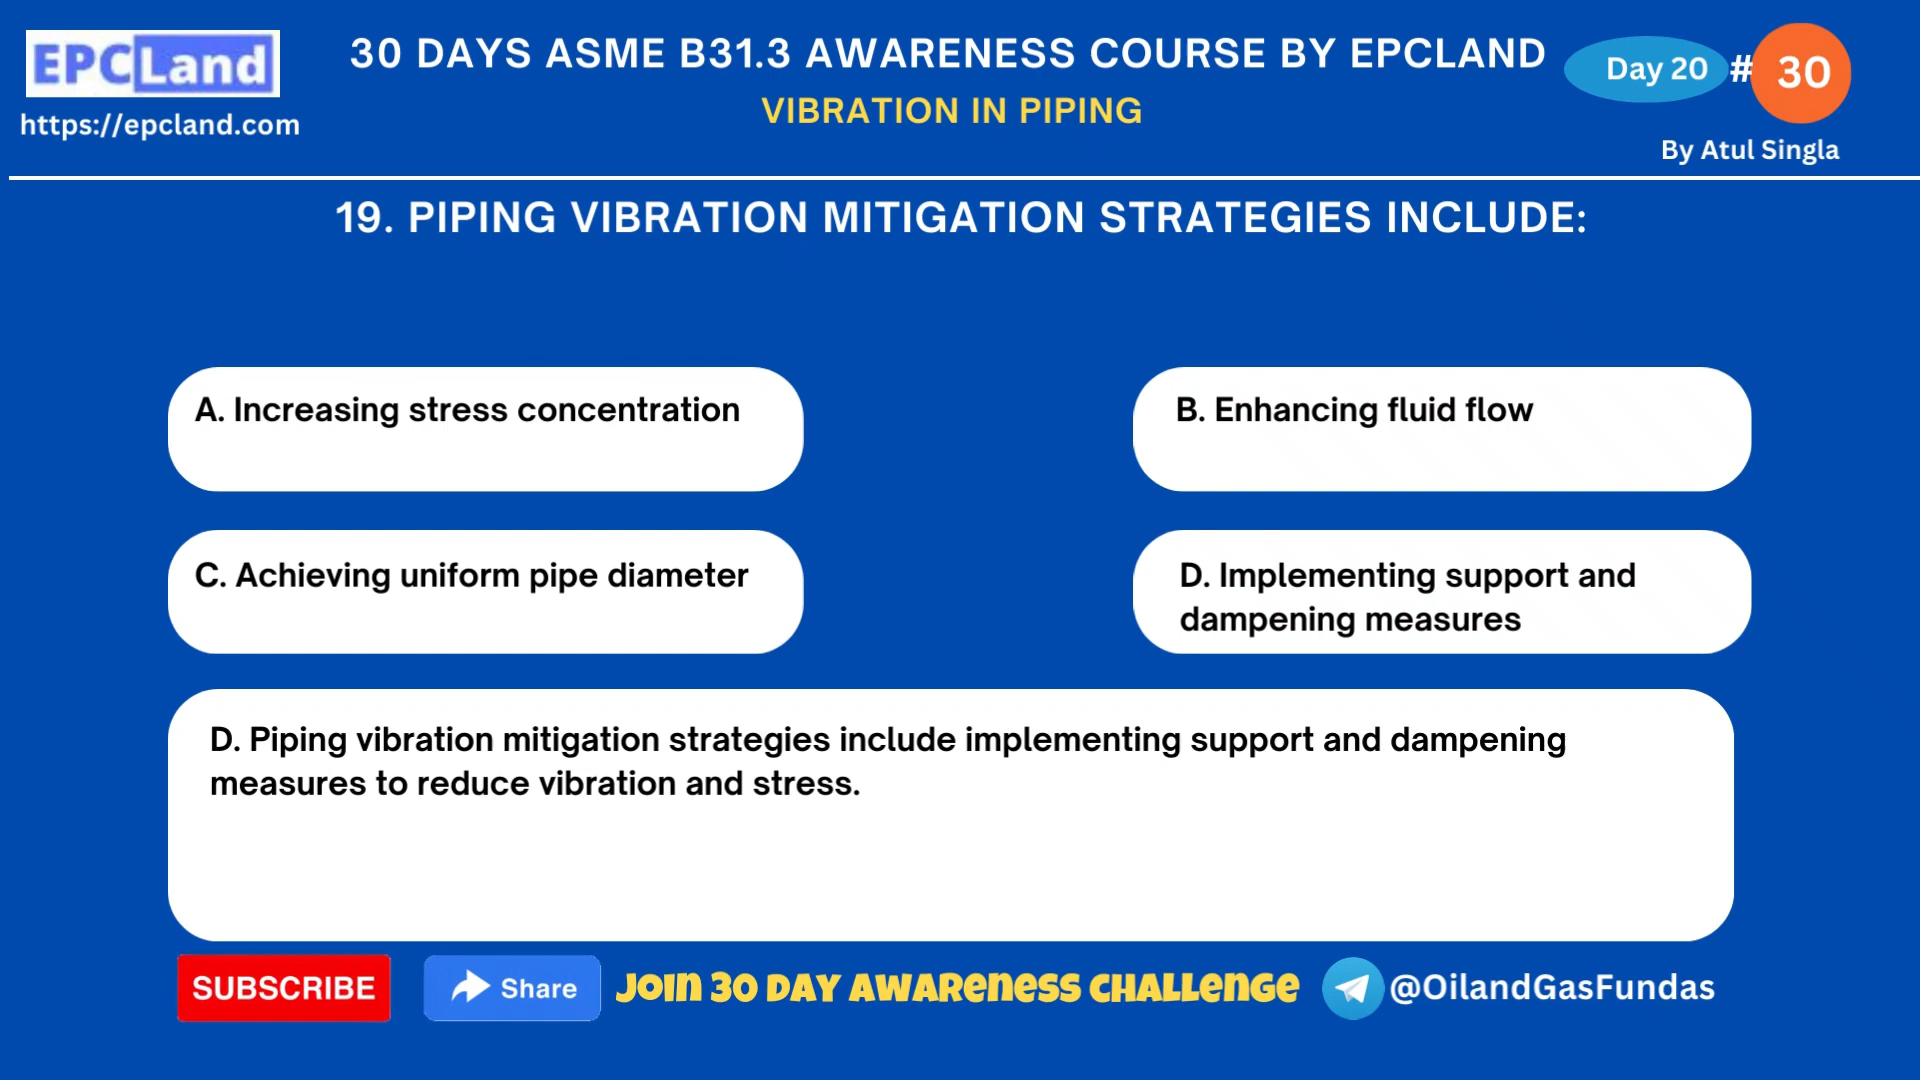 EPCLand
https://epcland.com
30 DAYS ASME B31.3 AWARENESS COURSE BY EPCLAND
VIBRATION IN PIPING
Day 20 # 30
By Atul Singla
19. PIPING VIBRATION MITIGATION STRATEGIES INCLUDE:
A. Increasing stress concentration
B. Enhancing fluid flow
C. Achieving uniform pipe diameter
D. Implementing support and
dampening measures
D. Piping vibration mitigation strategies include implementing support and dampening
measures to reduce vibration and stress.
SUBSCRIBE
Share
Join 30 Day Awareness Challenge
@OilandGasFundas